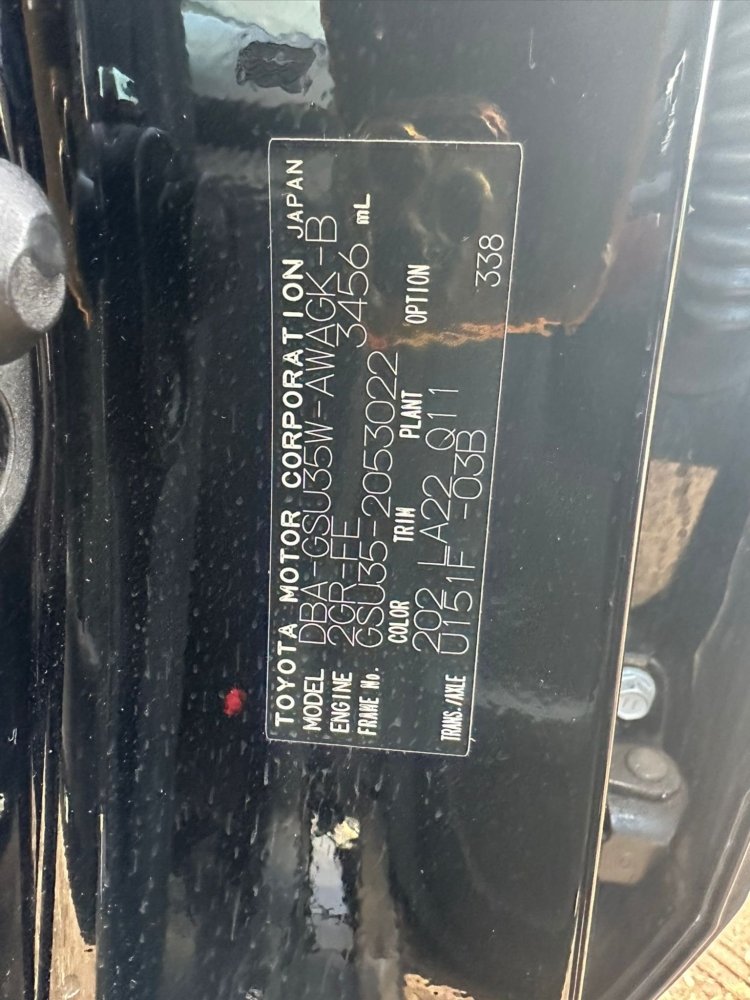 TOYOTA MOTOR CORPORATION JAPAN
MODEL DBA-GSU35W-AWAGK-B
ENGINE 2GR-FE 3456 mL
FRAME No. GSU35-2053022
COLOR TRIM PLANT OPTION
202 LA22 Q11
TRANS./AXLE U151F -03B 338